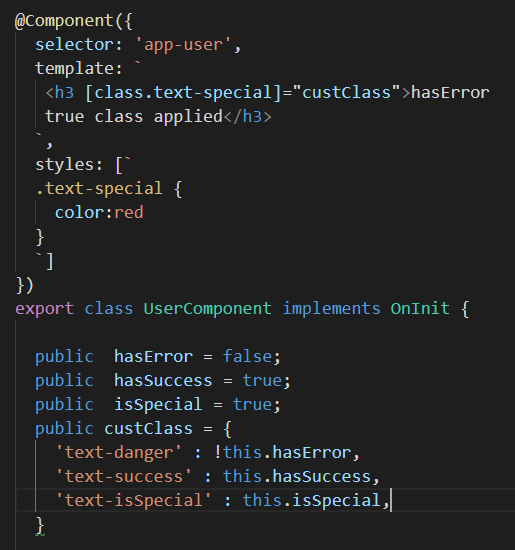 @Component({
  selector: 'app-user',
  template: `
   <h3 [class.text-special]="custClass">hasError
   true class applied</h3>
  `,
  styles: [`
  .text-special {
    color:red
  }
  `]
})
export class UserComponent implements OnInit {
  public  hasError = false;
  public  hasSuccess = true;
  public  isSpecial = true;
  public custClass = {
    'text-danger' : !this.hasError,
    'text-success' : this.hasSuccess,
    'text-isSpecial' : this.isSpecial,
  }